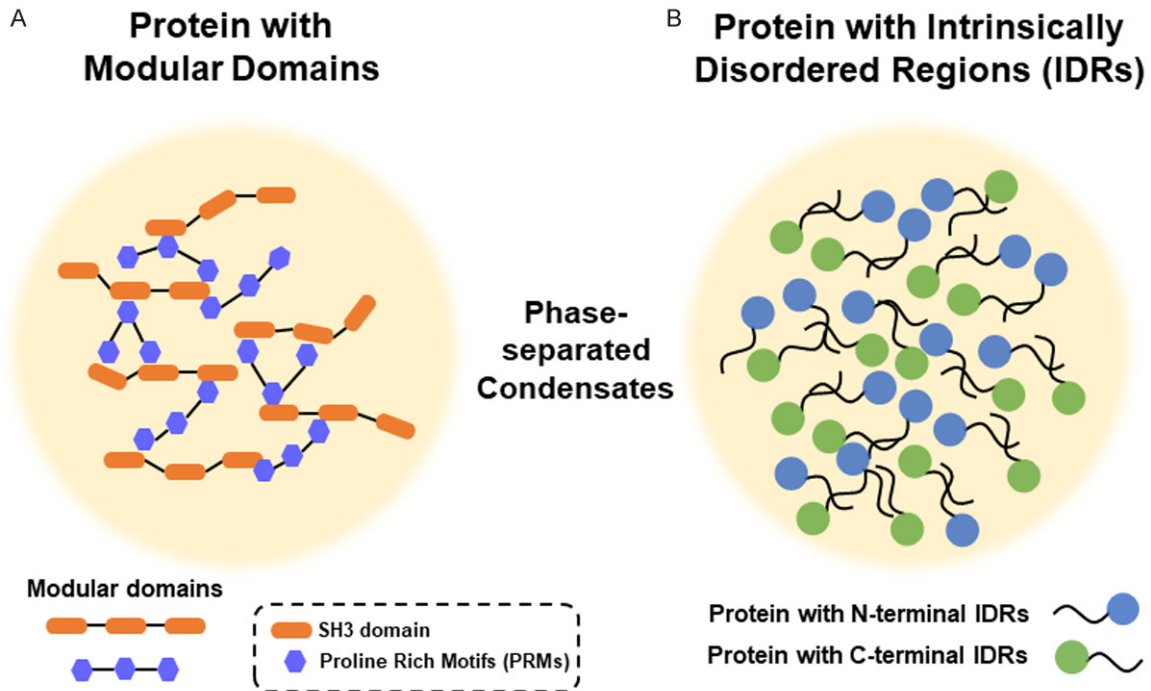 A
Protein with
Modular Domains
B
Protein with Intrinsically
Disordered Regions (IDRs)
Phase-
separated
Condensates
Modular domains
SH3 domain
Proline Rich Motifs (PRMs)
Protein with N-terminal IDRs
Protein with C-terminal IDRs